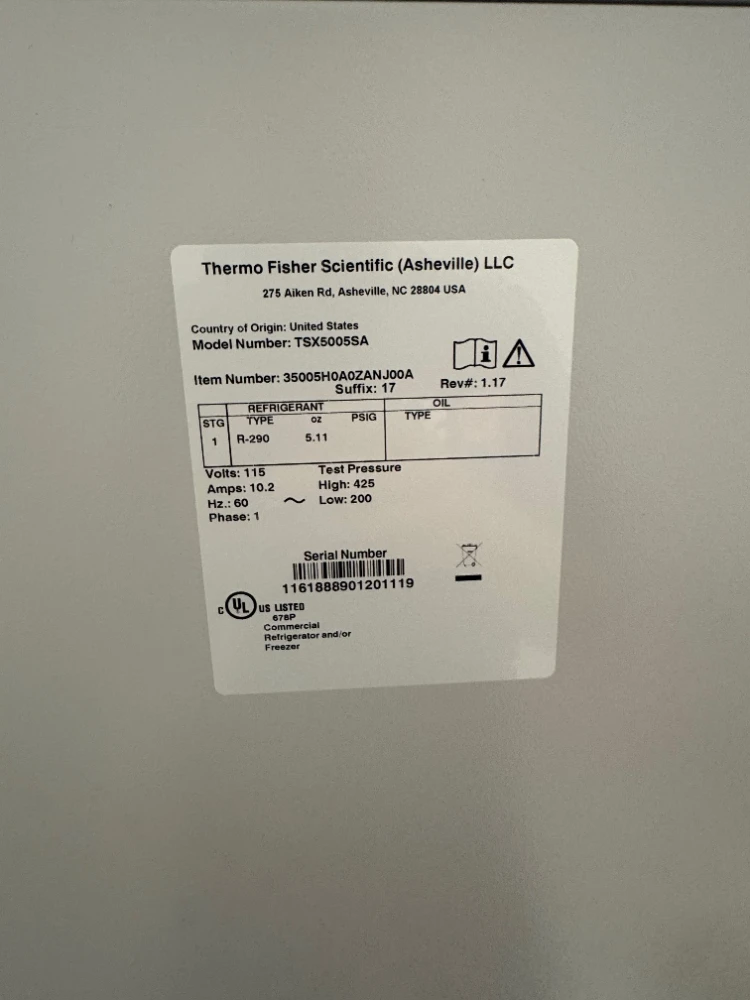 Thermo Fisher Scientific (Asheville) LLC
275 Aiken Rd, Asheville, NC 28804 USA
Country of Origin: United States
Model Number: TSX5005SA
Item Number: 35005H0A0ZANJ00A
Suffix: 17 Rev#: 1.17
REFRIGERANT OIL
STG TYPE oz PSIG TYPE
1 R-290 5.11
Volts: 115 Test Pressure
Amps: 10.2 High: 425
Hz.: 60 ~ Low: 200
Phase: 1
Serial Number
1161888901201119
C UL US LISTED
678P
Commercial
Refrigerator and/or
Freezer